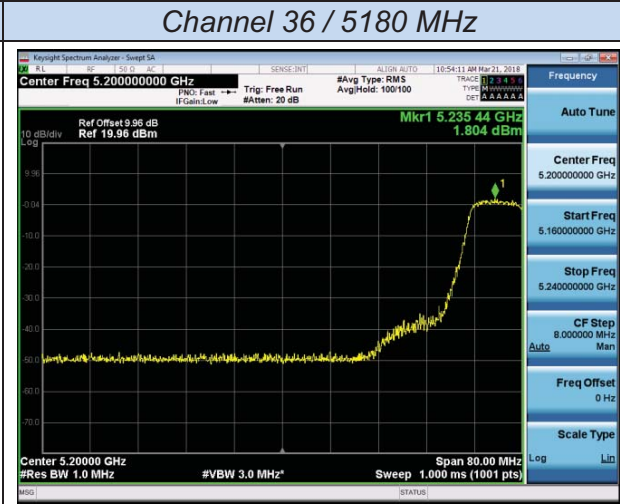 Channel 36 / 5180 MHz
Keysight Spectrum Analyzer - Swept SA
RL RF 50 Ω AC SENSE:INT ALIGN AUTO 10:54:11 AM Mar 21, 2018
Center Freq 5.200000000 GHz
PNO: Fast
IFGain:Low
Trig: Free Run
#Atten: 20 dB
#Avg Type: RMS
Avg|Hold: 100/100
TRACE 1 2 3 4 5 6
TYPE M
DET A A A A A A
Frequency
Auto Tune
Center Freq
5.200000000 GHz
Start Freq
5.160000000 GHz
Stop Freq
5.240000000 GHz
CF Step
8.000000 MHz
Auto Man
Freq Offset
0 Hz
Scale Type
Log Lin
Ref Offset 9.96 dB
10 dB/div Ref 19.96 dBm
Log
Mkr1 5.235 44 GHz
1.804 dBm
1
9.96
-0.04
-10.0
-20.0
-30.0
-40.0
-50.0
-60.0
-70.0
Center 5.20000 GHz Span 80.00 MHz
#Res BW 1.0 MHz #VBW 3.0 MHz* Sweep 1.000 ms (1001 pts)
MSG STATUS